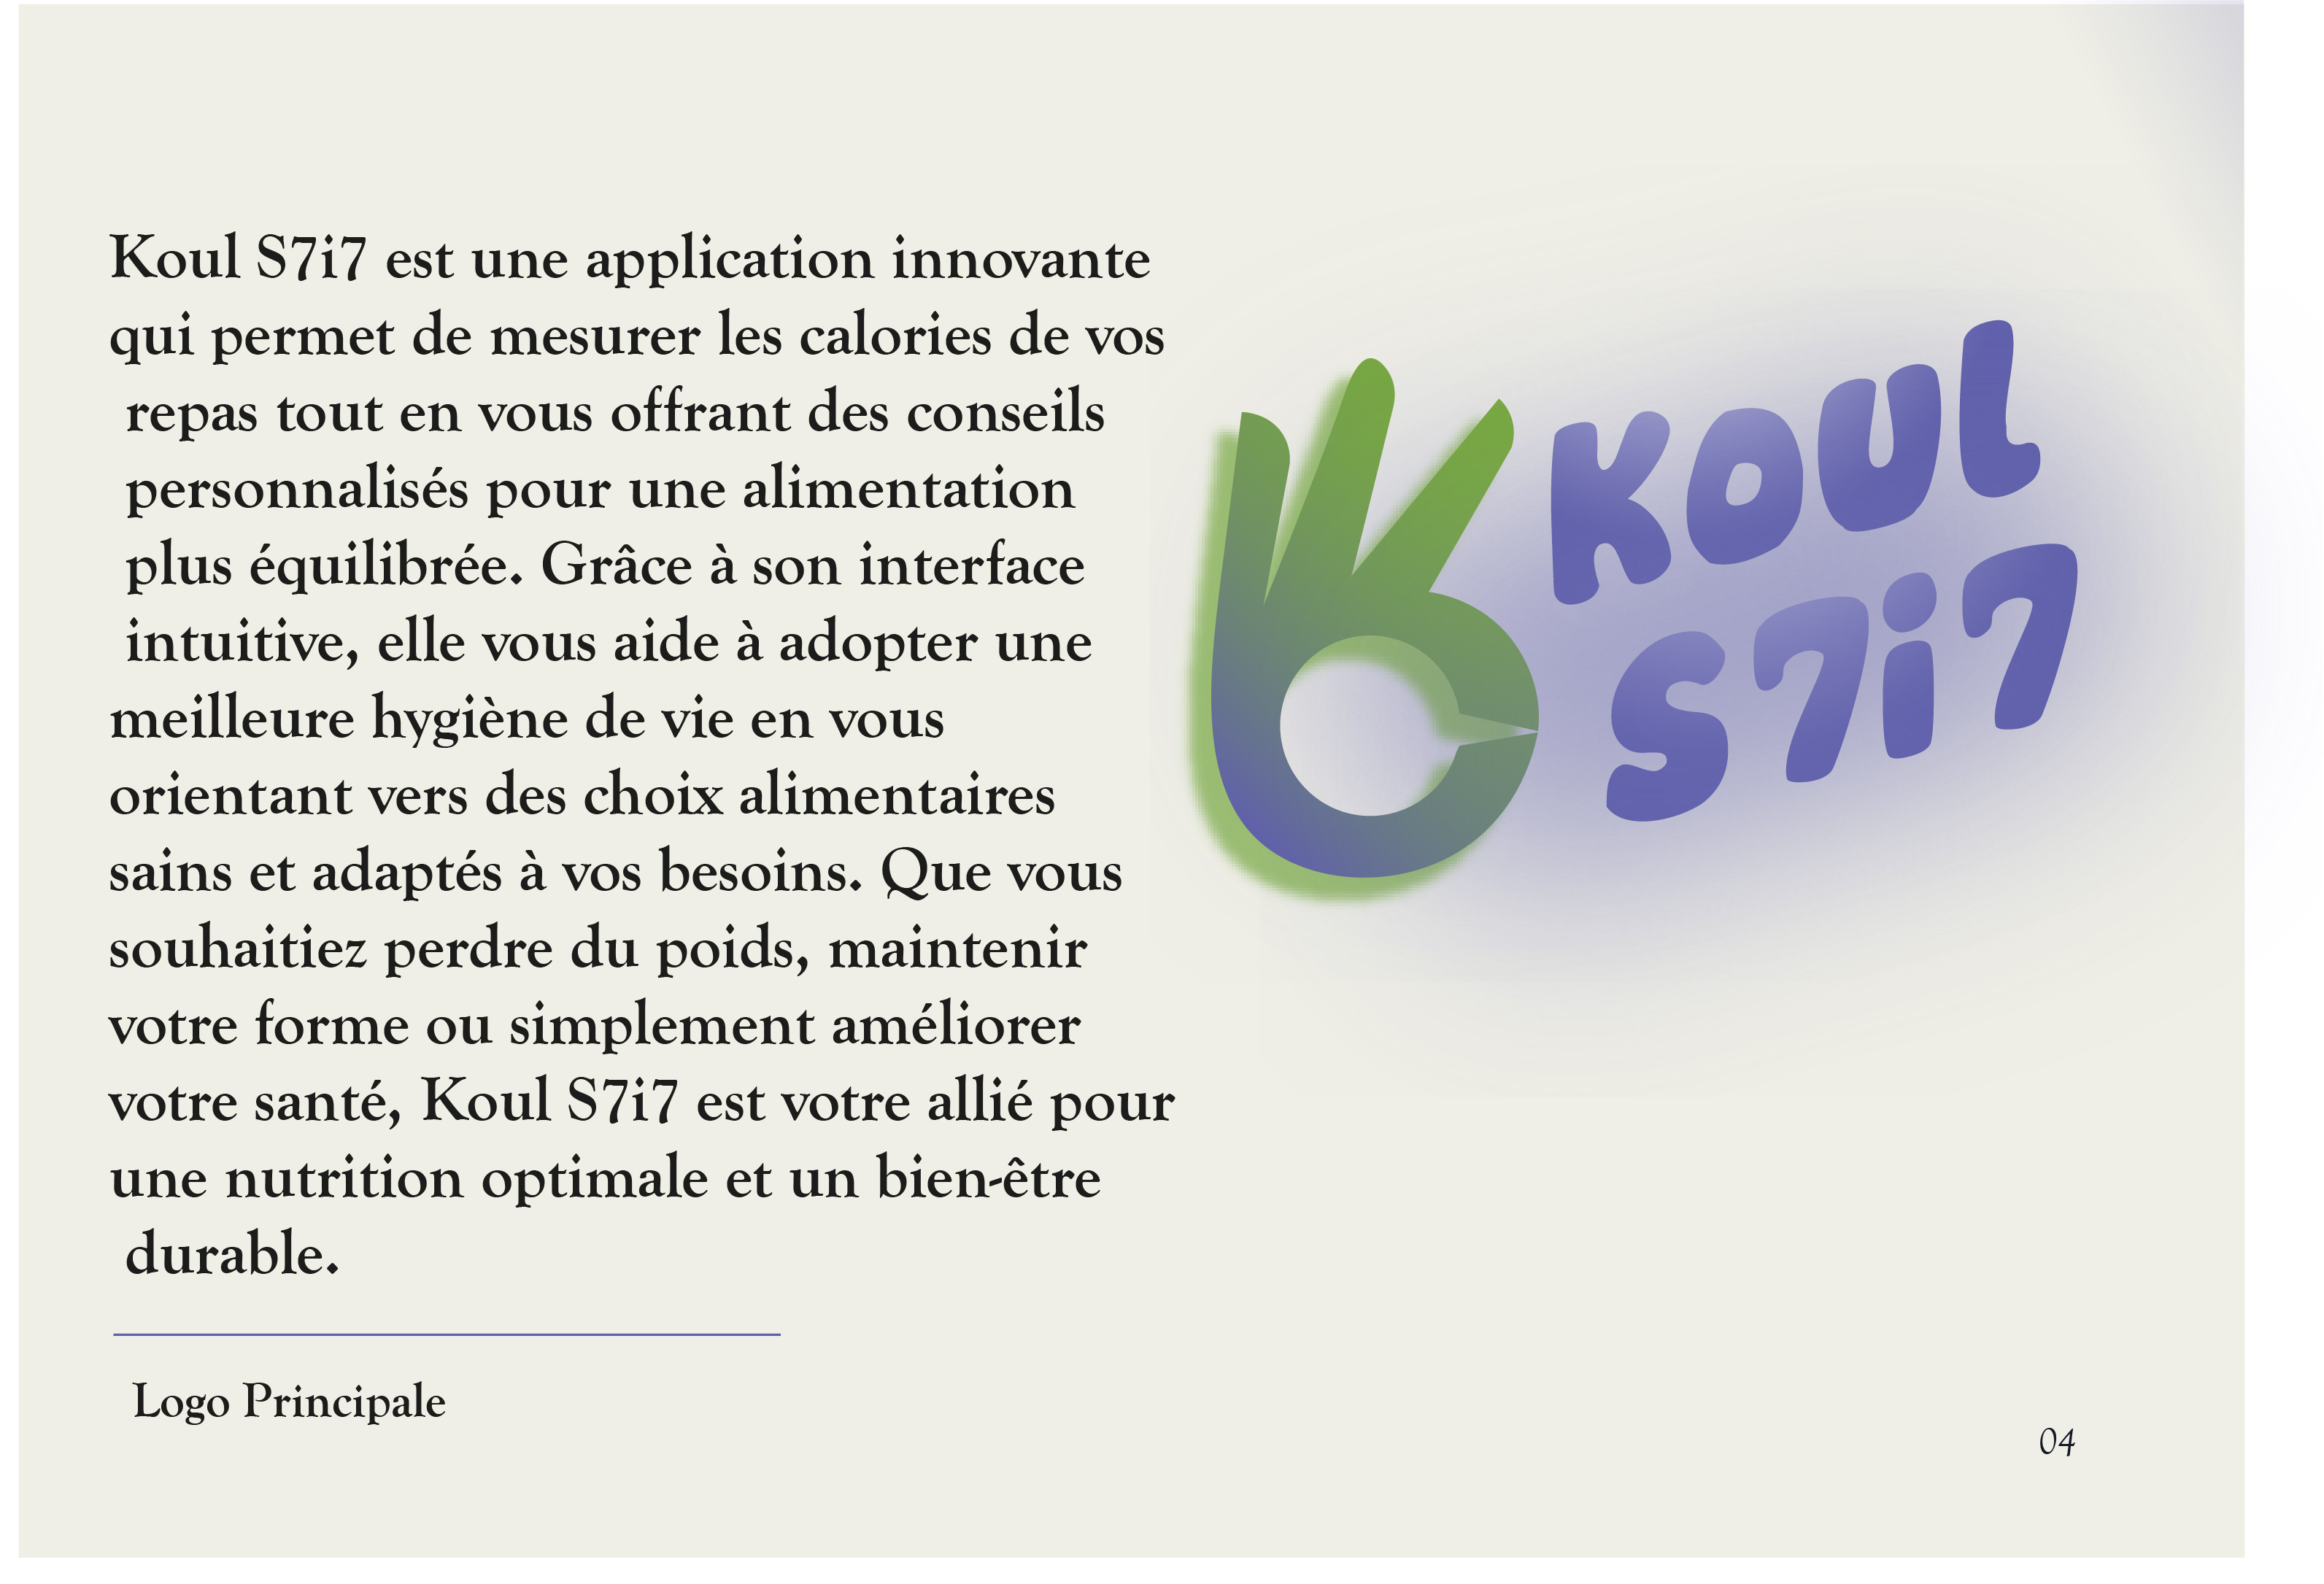 Koul S7i7 est une application innovante
qui permet de mesurer les calories de vos
repas tout en vous offrant des conseils
personnalisés pour une alimentation
plus équilibrée. Grâce à son interface
intuitive, elle vous aide à adopter une
meilleure hygiène de vie en vous
orientant vers des choix alimentaires
sains et adaptés à vos besoins. Que vous
souhaitiez perdre du poids, maintenir
votre forme ou simplement améliorer
votre santé, Koul S7i7 est votre allié pour
une nutrition optimale et un bien-être
durable.
KOUL
S7i7
Logo Principale
04